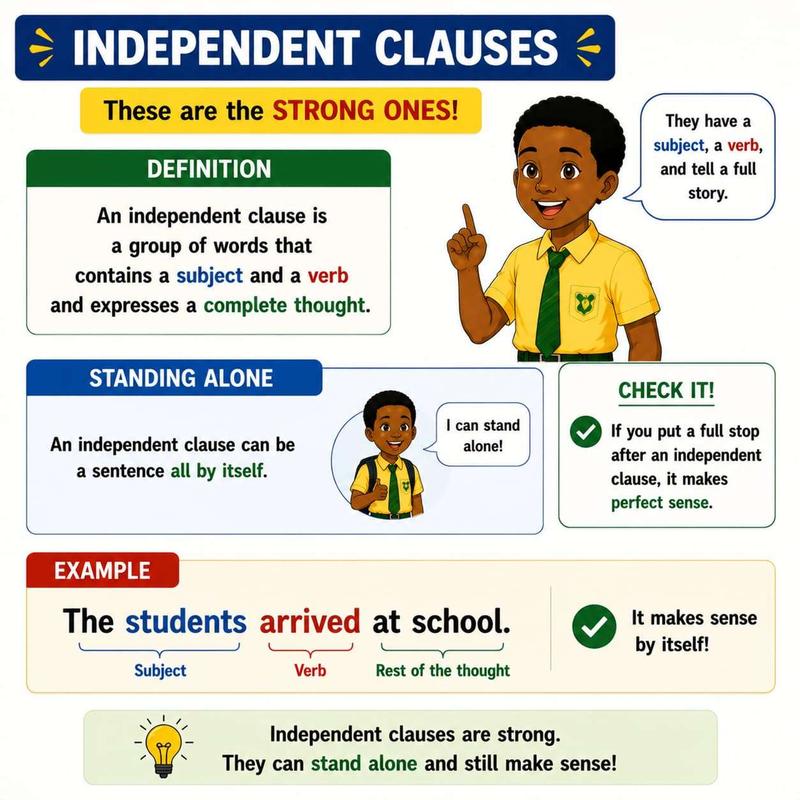 INDEPENDENT CLAUSES
These are the STRONG ONES!
They have a
subject, a verb,
and tell a full
story.
DEFINITION
An independent clause is
a group of words that
contains a subject and a verb
and expresses a complete thought.
STANDING ALONE
An independent clause can be
a sentence all by itself.
I can stand
alone!
CHECK IT!
If you put a full stop
after an independent
clause, it makes
perfect sense.
EXAMPLE
The students arrived at school.
Subject Verb Rest of the thought
It makes sense
by itself!
Independent clauses are strong.
They can stand alone and still make sense!